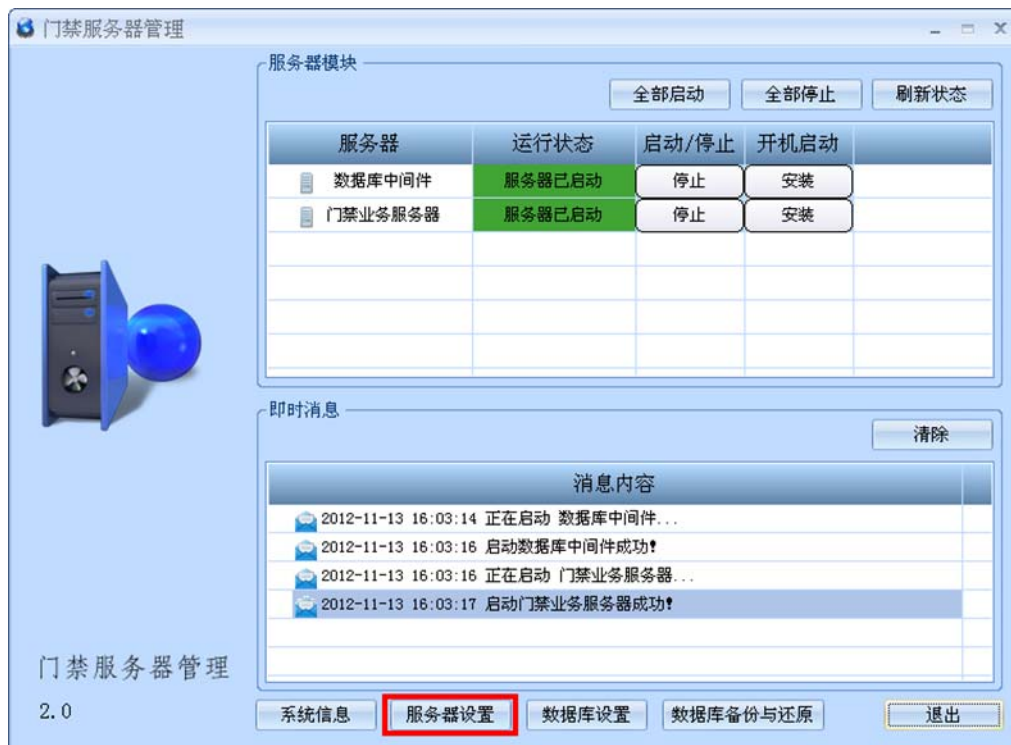 门禁服务器管理
服务器模块
全部启动 全部停止 刷新状态
服务器 运行状态 启动/停止 开机启动
数据库中间件 服务器已启动 停止 安装
门禁业务服务器 服务器已启动 停止 安装
即时消息
清除
消息内容
2012-11-13 16:03:14 正在启动 数据库中间件...
2012-11-13 16:03:16 启动数据库中间件成功!
2012-11-13 16:03:16 正在启动 门禁业务服务器...
2012-11-13 16:03:17 启动门禁业务服务器成功!
门禁服务器管理
2.0
系统信息 服务器设置 数据库设置 数据库备份与还原 退出